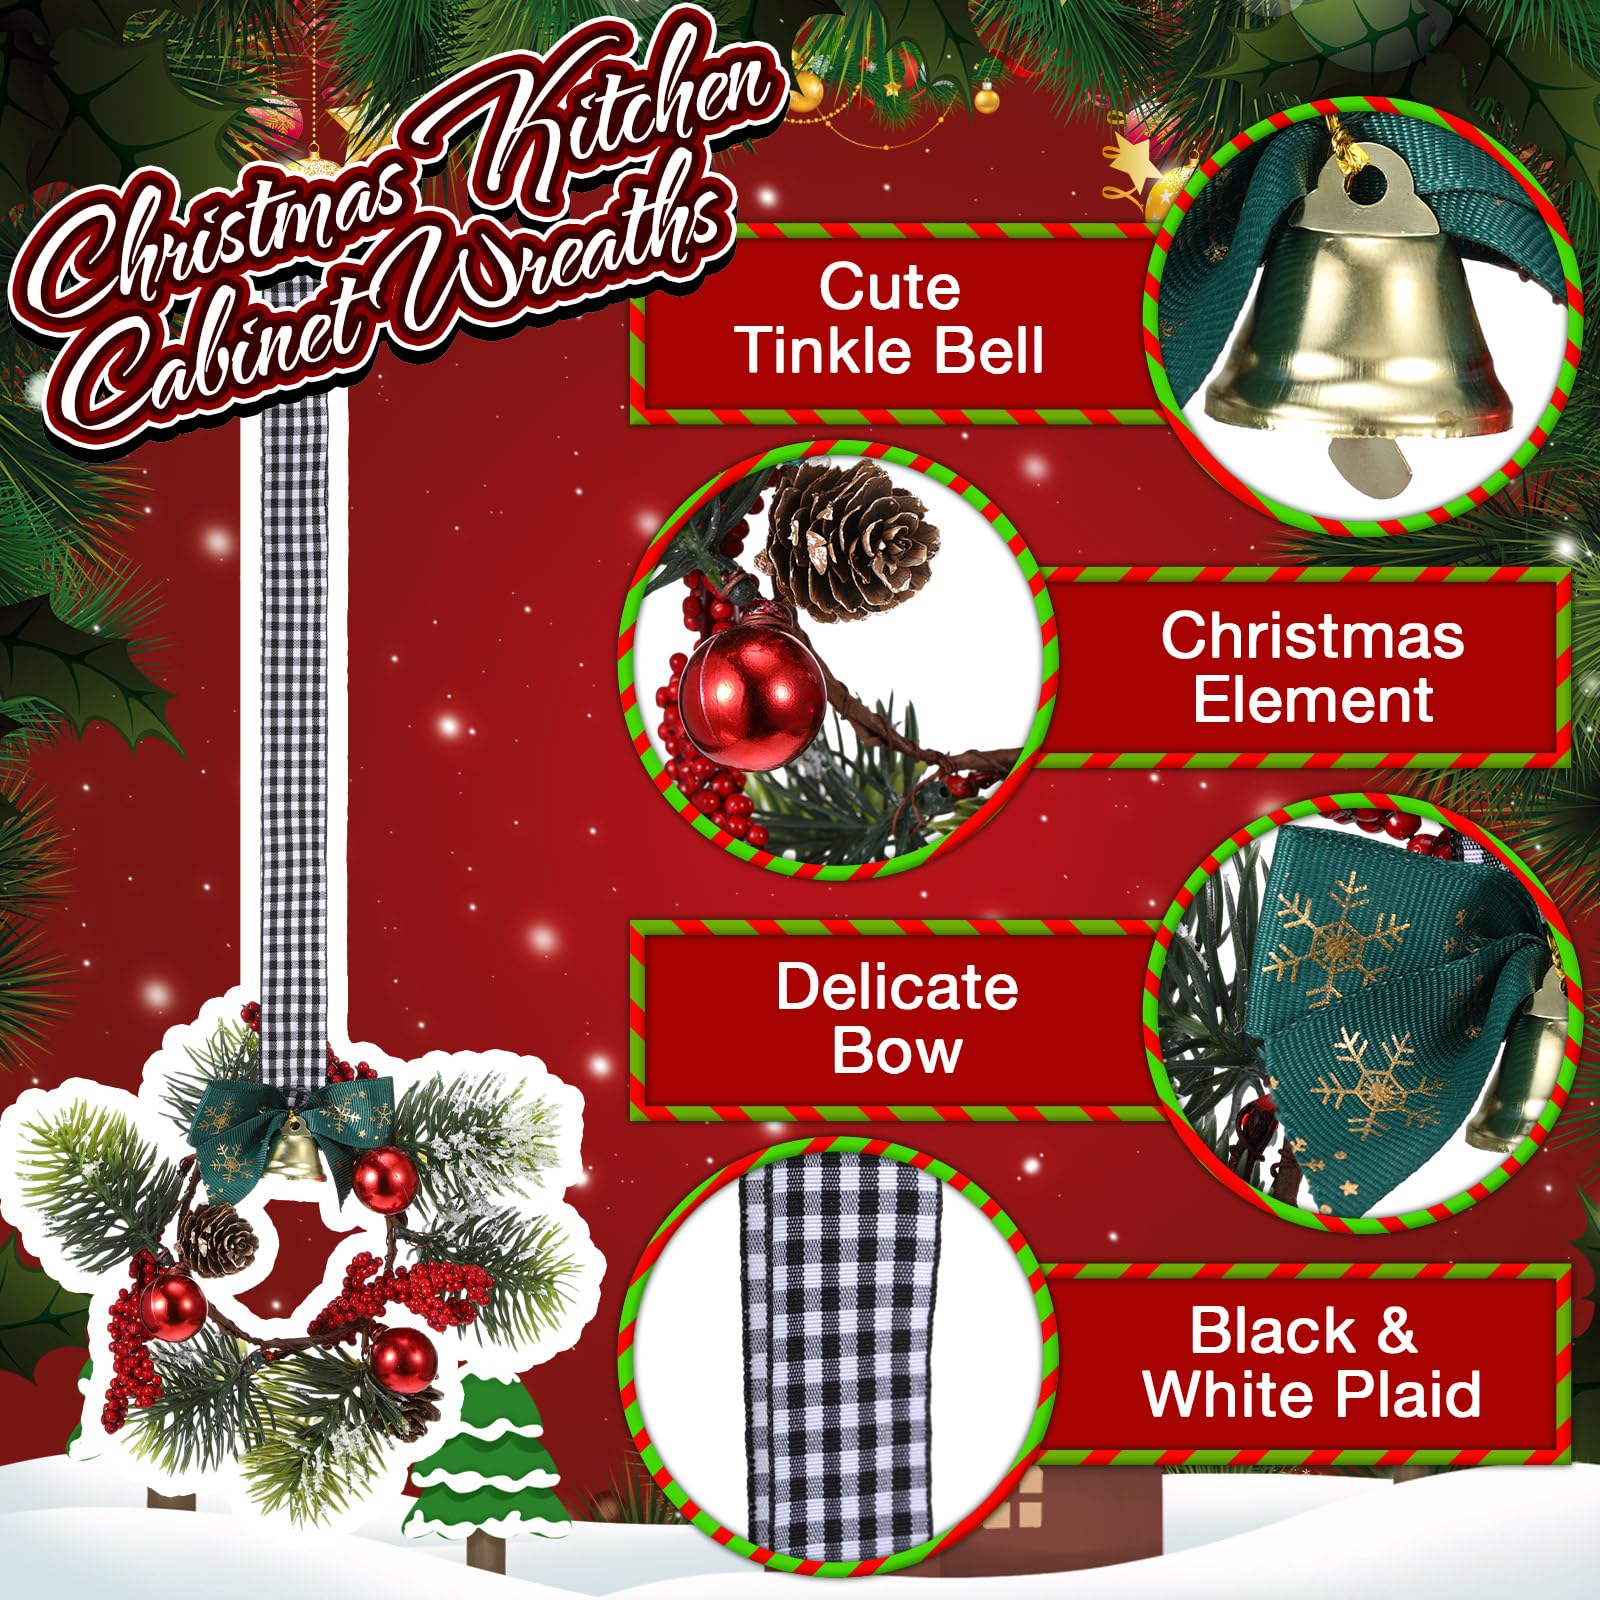 Christmas Kitchen
Cabinet Wreaths
Cute
Tinkle Bell
Christmas
Element
Delicate
Bow
Black &
White Plaid